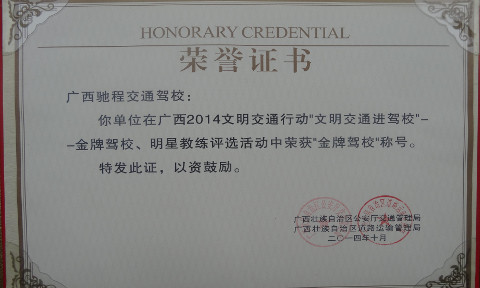 HONORARY CREDENTIAL
荣誉证书
广西驰程交通驾校：
你单位在广西2014文明交通行动"文明交通进驾校"-
-金牌驾校、明星教练评选活动中荣获"金牌驾校"称号。
特发此证，以资鼓励。
广西壮族自治区公安厅交通管理局
广西壮族自治区道路运输管理局
二〇一四年十月